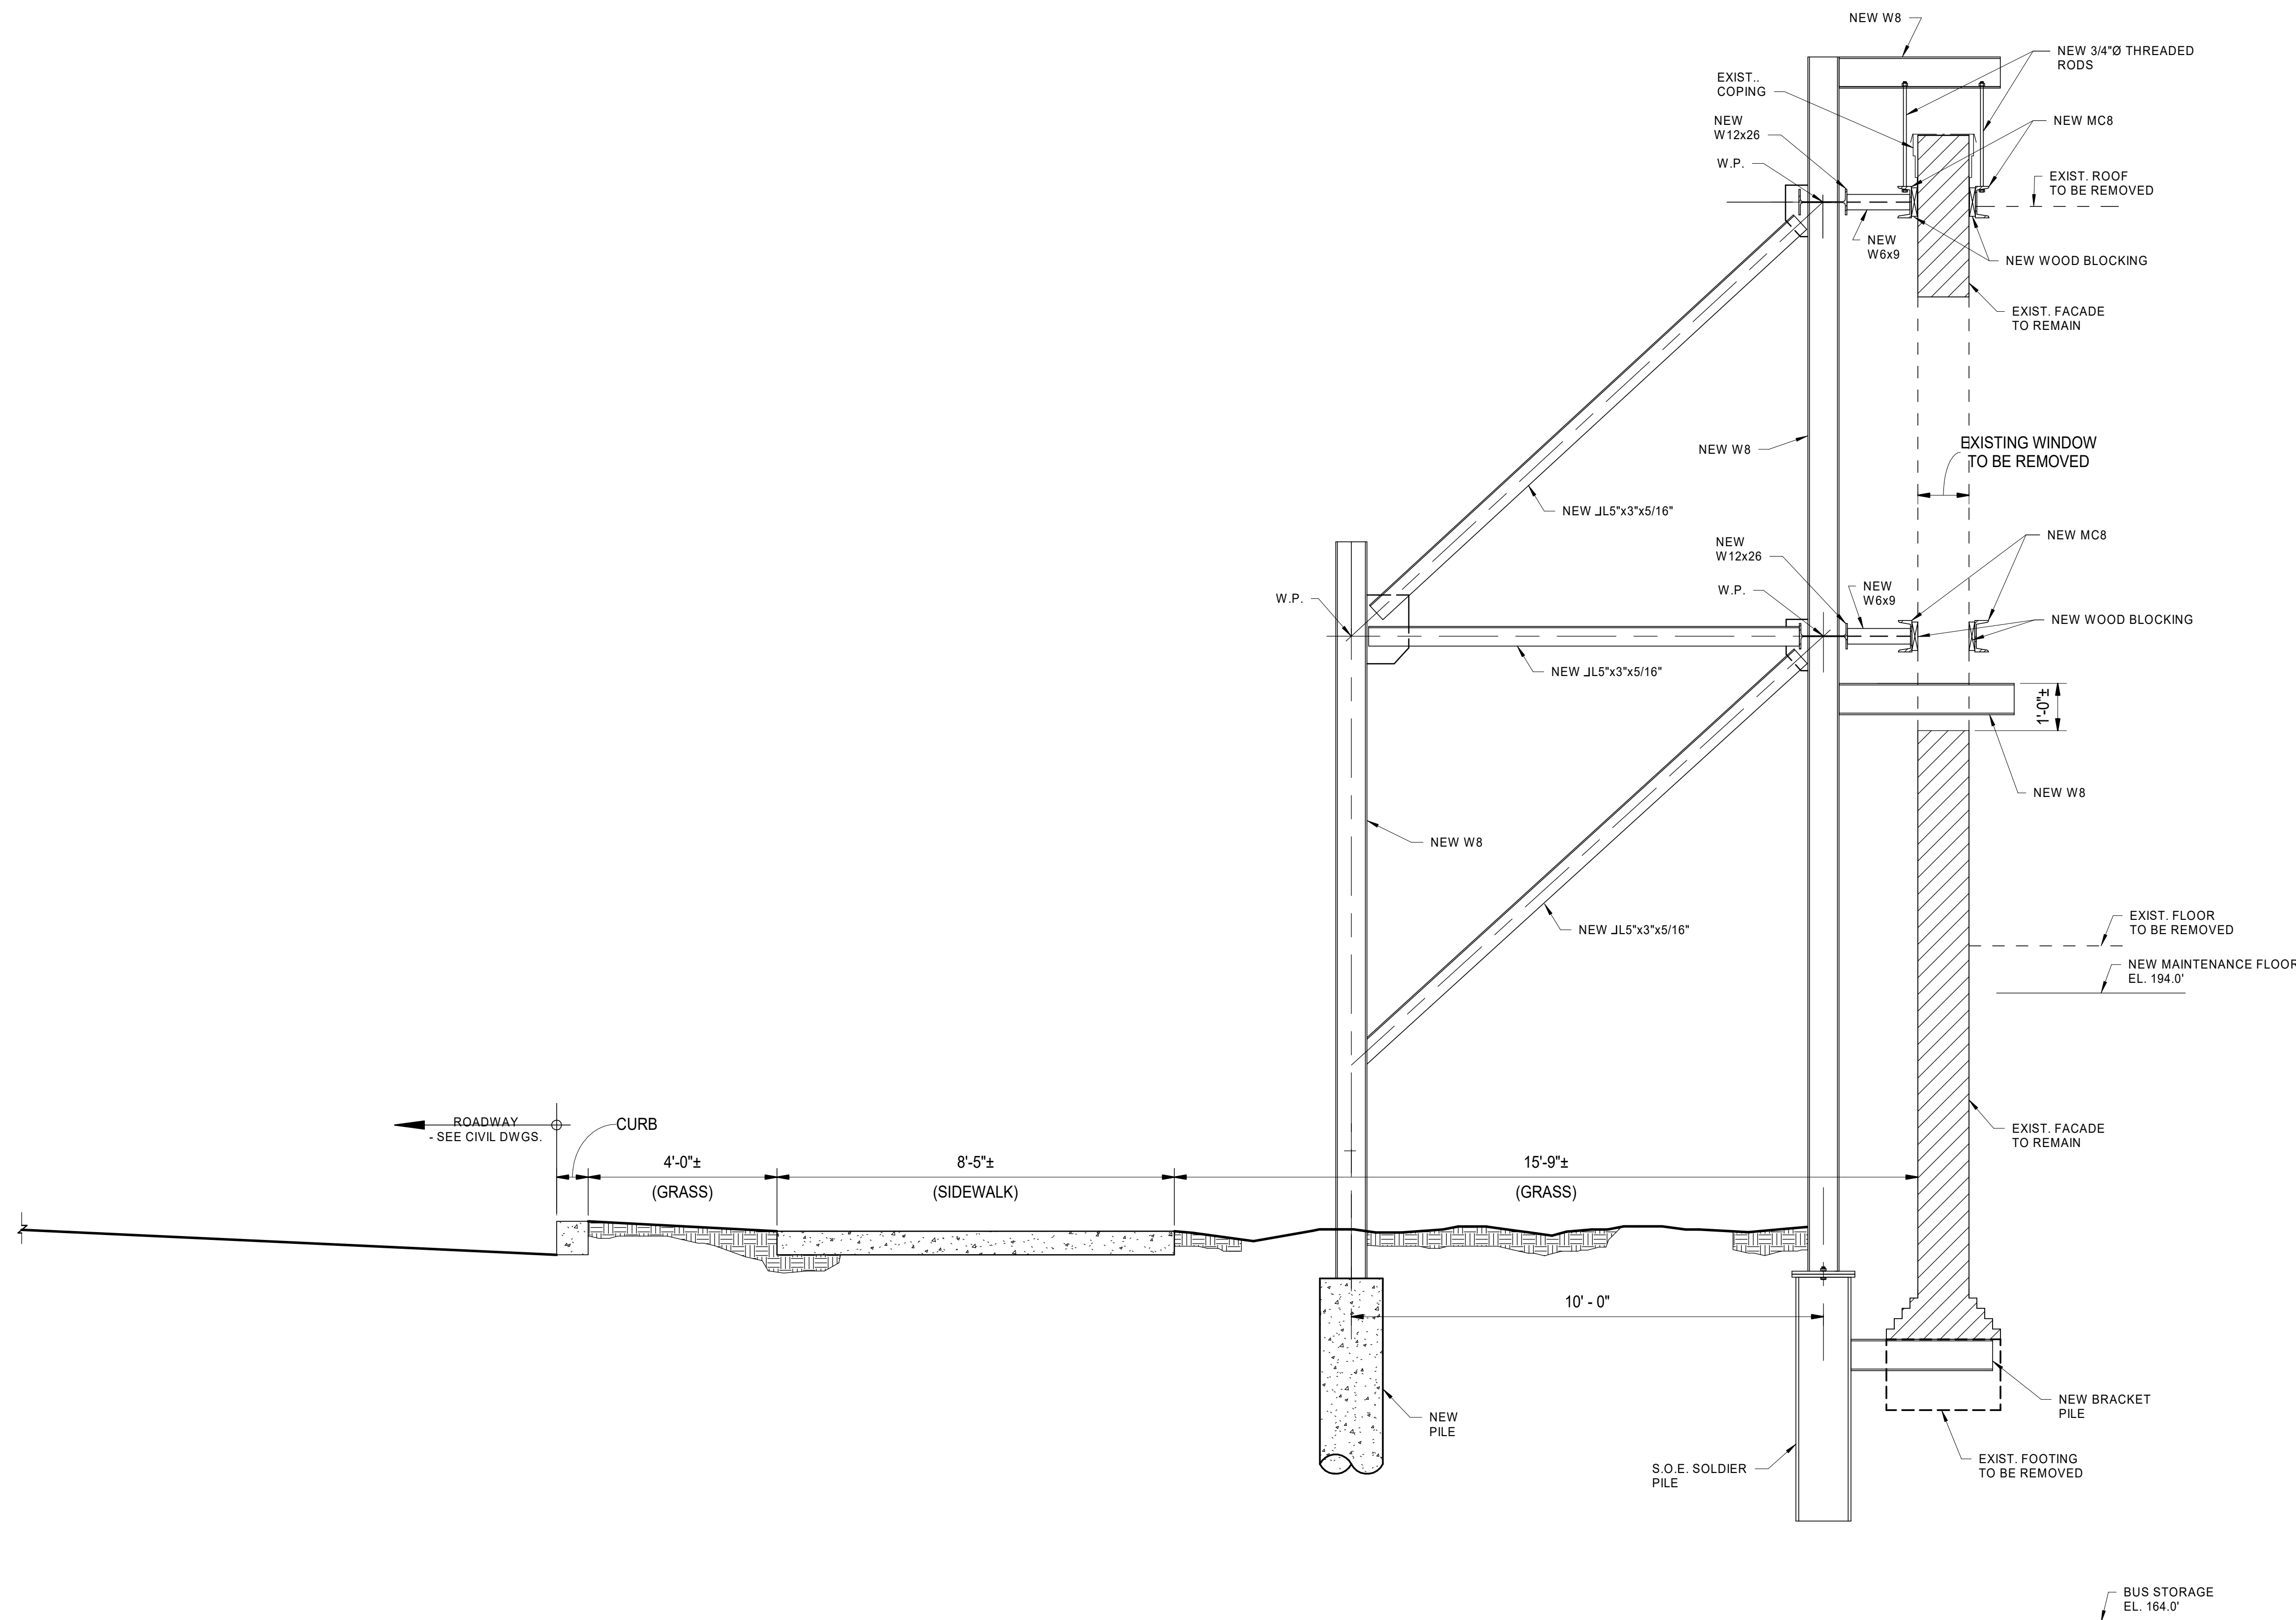 NEW W8
NEW 3/4"Ø THREADED
RODS
EXIST..
COPING
NEW
W12x26
NEW MC8
W.P.
EXIST. ROOF
TO BE REMOVED
NEW
W6x9
NEW WOOD BLOCKING
EXIST. FACADE
TO REMAIN
NEW W8
EXISTING WINDOW
TO BE REMOVED
NEW ⅃L5"x3"x5/16"
NEW
W12x26
NEW MC8
W.P.
NEW
W6x9
W.P.
NEW WOOD BLOCKING
NEW ⅃L5"x3"x5/16"
1'-0"±
NEW W8
NEW W8
NEW ⅃L5"x3"x5/16"
EXIST. FLOOR
TO BE REMOVED
NEW MAINTENANCE FLOOR
EL. 194.0'
ROADWAY
- SEE CIVIL DWGS.
CURB
EXIST. FACADE
TO REMAIN
4'-0"±
(GRASS)
8'-5"±
(SIDEWALK)
15'-9"±
(GRASS)
10' - 0"
NEW
PILE
NEW BRACKET
PILE
S.O.E. SOLDIER
PILE
EXIST. FOOTING
TO BE REMOVED
BUS STORAGE
EL. 164.0'